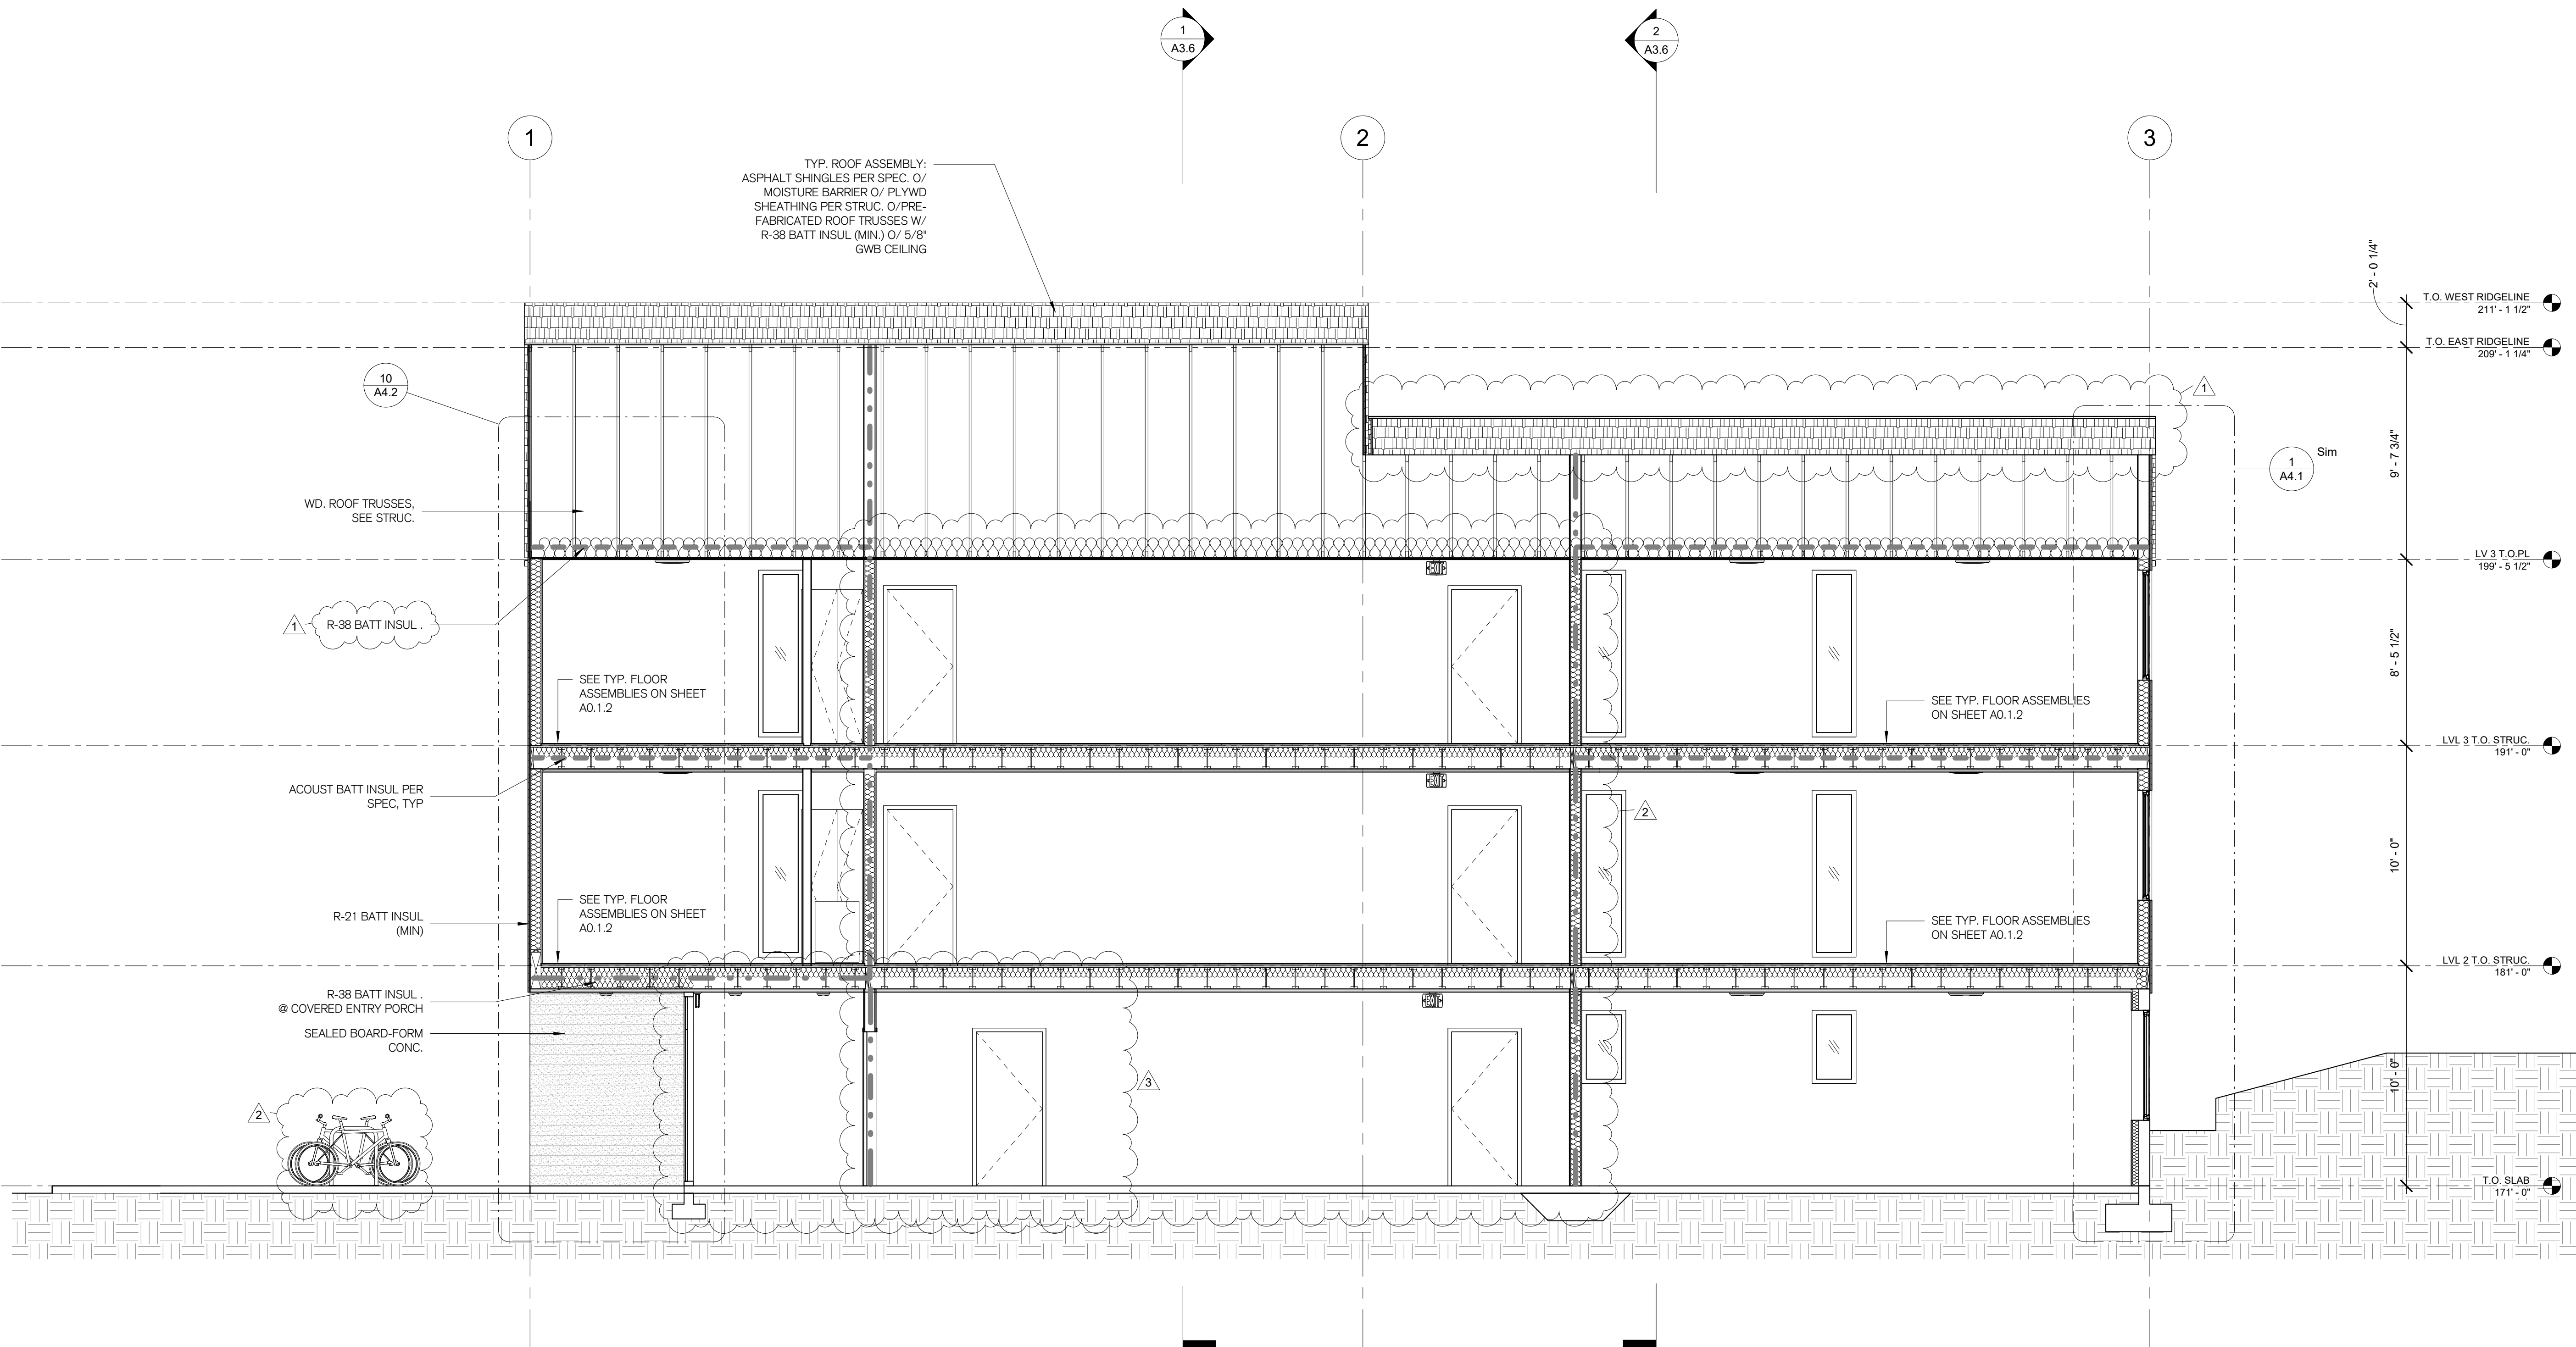 1
A3.6
2
A3.6
1
2
3
TYP. ROOF ASSEMBLY:
ASPHALT SHINGLES PER SPEC. O/
MOISTURE BARRIER O/ PLYWD
SHEATHING PER STRUC. O/PRE-
FABRICATED ROOF TRUSSES W/
R-38 BATT INSUL (MIN.) O/ 5/8"
GWB CEILING
2' - 0 1/4"
T.O. WEST RIDGELINE
211' - 1 1/2"
T.O. EAST RIDGELINE
209' - 1 1/4"
10
A4.2
1
9' - 7 3/4"
Sim
1
A4.1
WD. ROOF TRUSSES,
SEE STRUC.
LV 3 T.O.PL
199' - 5 1/2"
1
R-38 BATT INSUL .
8' - 5 1/2"
SEE TYP. FLOOR
ASSEMBLIES ON SHEET
A0.1.2
SEE TYP. FLOOR ASSEMBLIES
ON SHEET A0.1.2
LVL 3 T.O. STRUC.
191' - 0"
ACOUST BATT INSUL PER
SPEC, TYP
2
10' - 0"
R-21 BATT INSUL
(MIN)
SEE TYP. FLOOR
ASSEMBLIES ON SHEET
A0.1.2
SEE TYP. FLOOR ASSEMBLIES
ON SHEET A0.1.2
LVL 2 T.O. STRUC.
181' - 0"
R-38 BATT INSUL .
@ COVERED ENTRY PORCH
SEALED BOARD-FORM
CONC.
3
10' - 0"
2
T.O. SLAB
171' - 0"